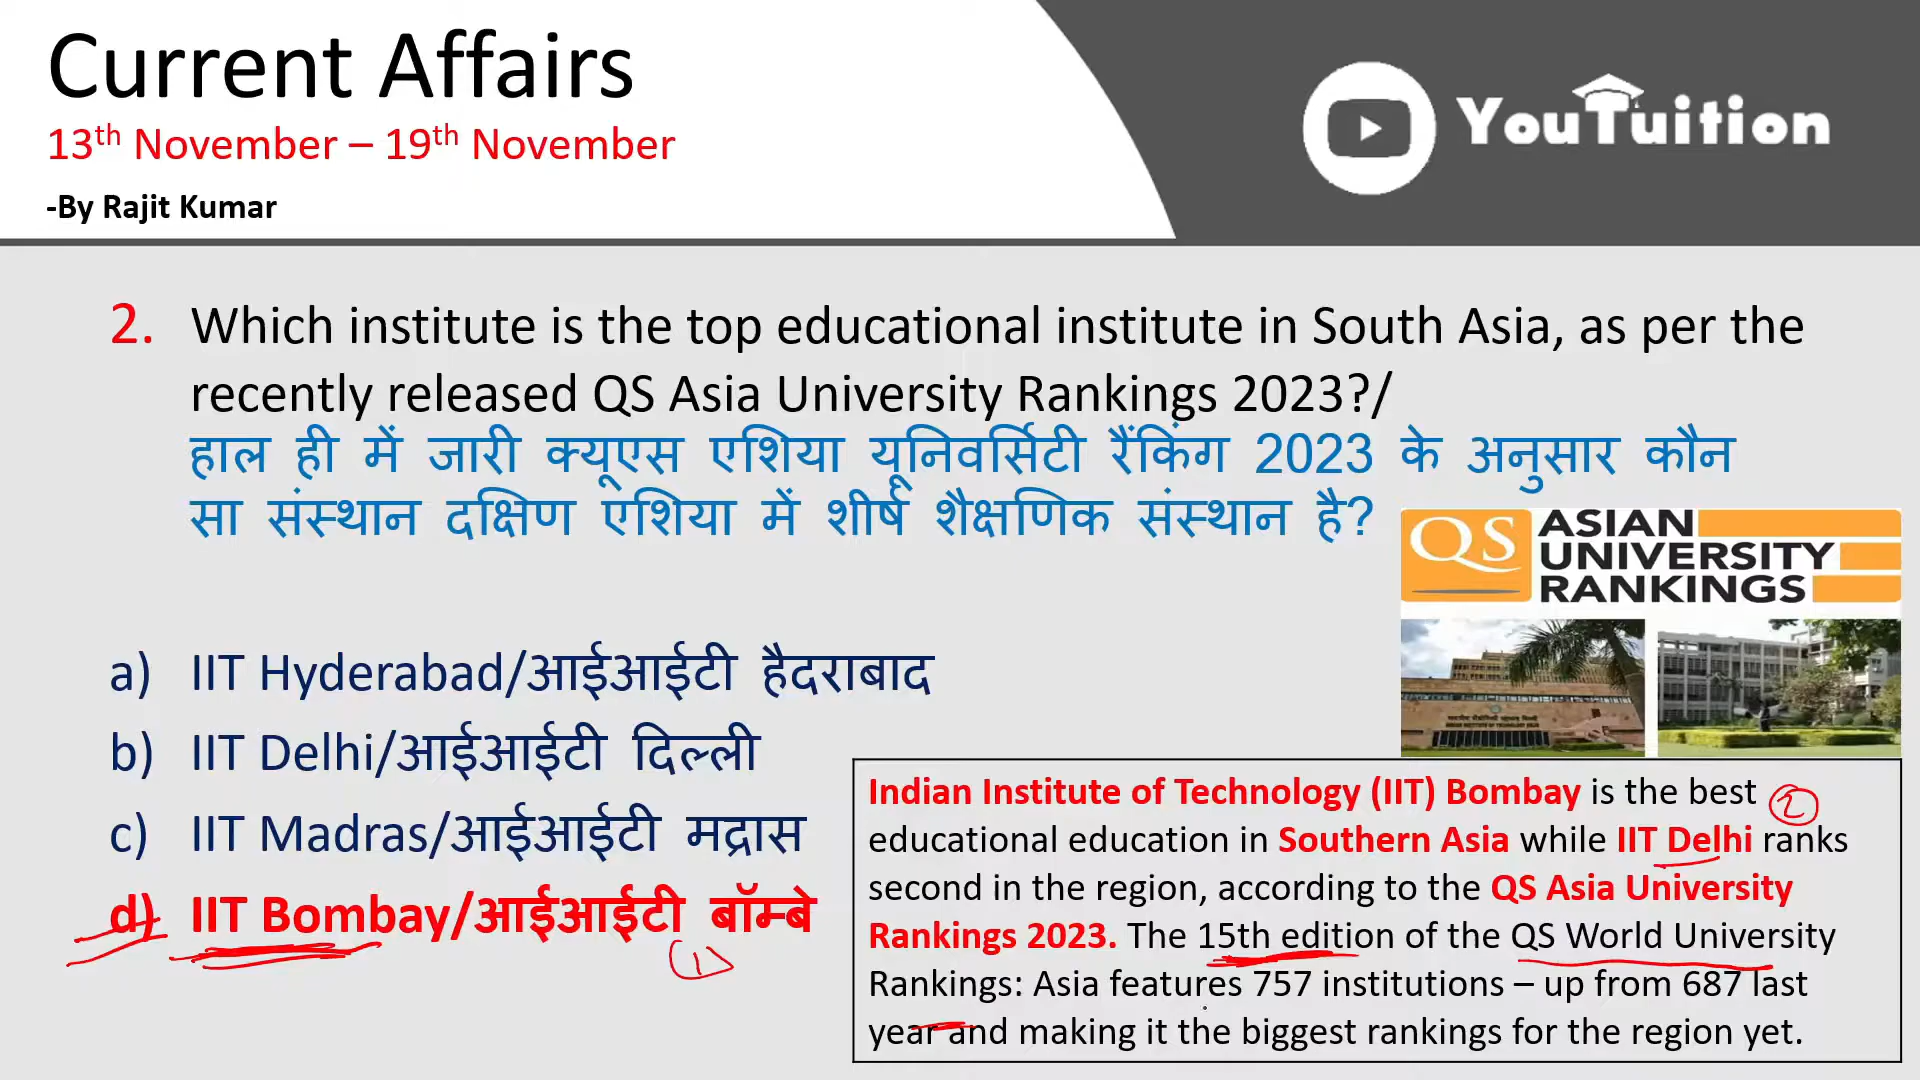 Current Affairs
13th November – 19th November
-By Rajit Kumar
YouTuition
2. Which institute is the top educational institute in South Asia, as per the
recently released QS Asia University Rankings 2023?/
हाल ही में जारी क्यूएस एशिया यूनिवर्सिटी रैंकिंग 2023 के अनुसार कौन
सा संस्थान दक्षिण एशिया में शीर्ष शैक्षणिक संस्थान है?
QS ASIAN
UNIVERSITY
RANKINGS
a) IIT Hyderabad/आईआईटी हैदराबाद
b) IIT Delhi/आईआईटी दिल्ली
c) IIT Madras/आईआईटी मद्रास
d) IIT Bombay/आईआईटी बॉम्बे
1
Indian Institute of Technology (IIT) Bombay is the best 2
educational education in Southern Asia while IIT Delhi ranks
second in the region, according to the QS Asia University
Rankings 2023. The 15th edition of the QS World University
Rankings: Asia features 757 institutions – up from 687 last
year and making it the biggest rankings for the region yet.